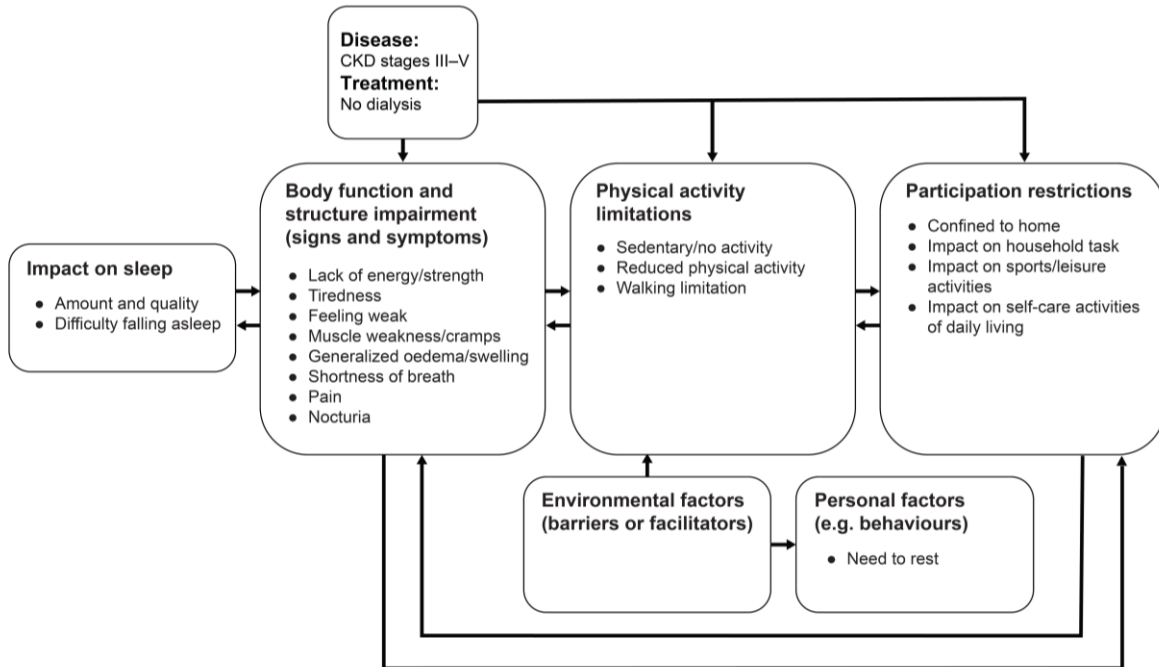 Disease:
CKD stages III–V
Treatment:
No dialysis
Impact on sleep
● Amount and quality
● Difficulty falling asleep
Body function and
structure impairment
(signs and symptoms)
● Lack of energy/strength
● Tiredness
● Feeling weak
● Muscle weakness/cramps
● Generalized oedema/swelling
● Shortness of breath
● Pain
● Nocturia
Physical activity
limitations
● Sedentary/no activity
● Reduced physical activity
● Walking limitation
Participation restrictions
● Confined to home
● Impact on household task
● Impact on sports/leisure
activities
● Impact on self-care activities
of daily living
Environmental factors
(barriers or facilitators)
Personal factors
(e.g. behaviours)
● Need to rest